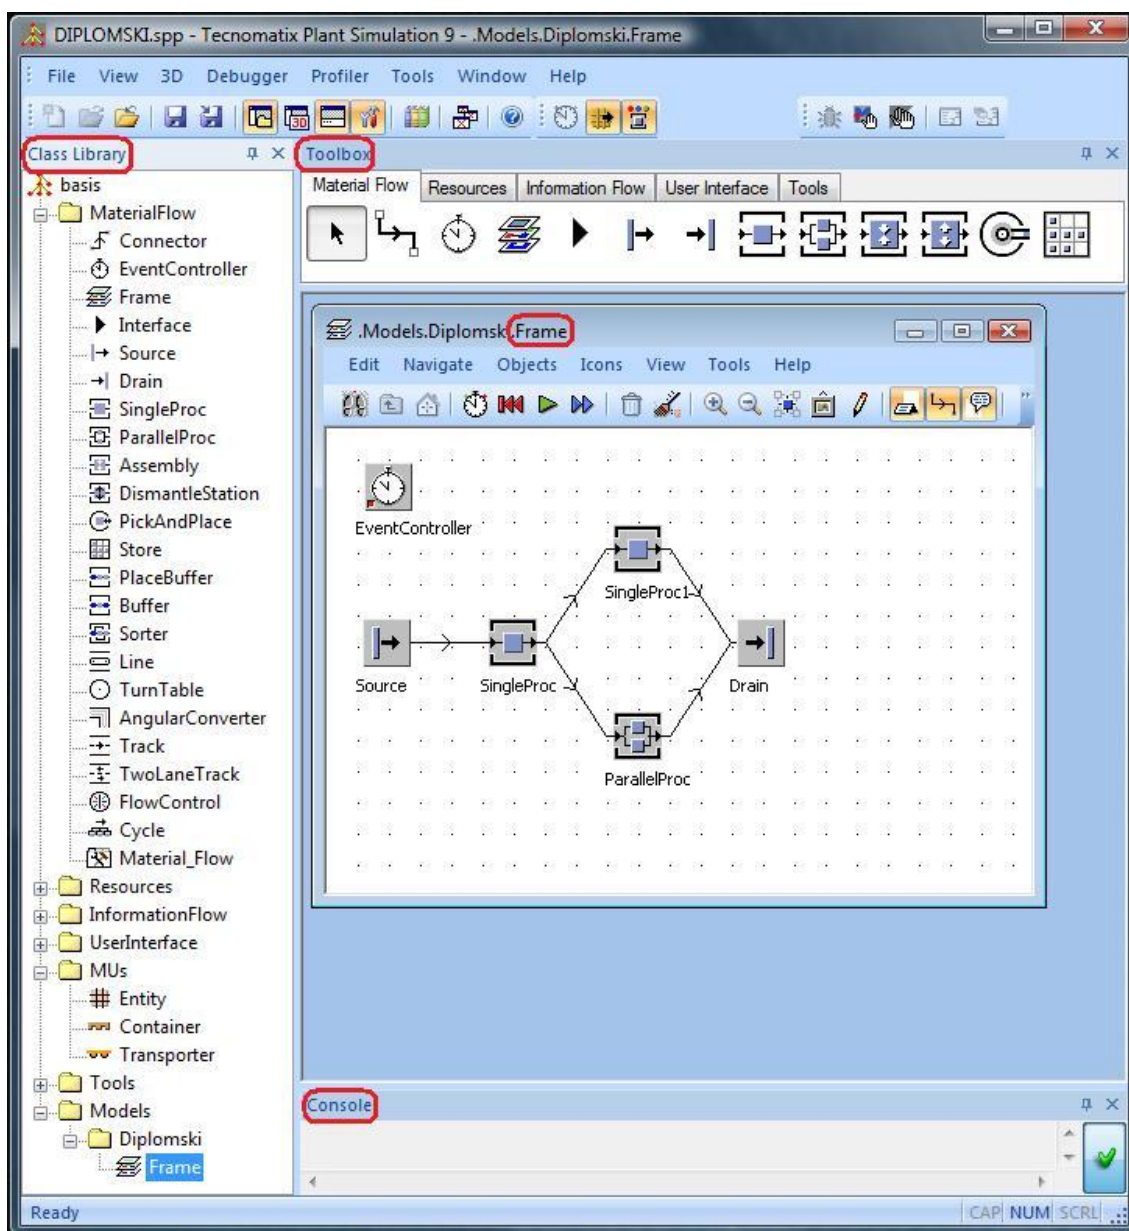 DIPLOMSKI.spp - Tecnomatix Plant Simulation 9 - .Models.Diplomski.Frame
File View 3D Debugger Profiler Tools Window Help
Class Library
basis
MaterialFlow
Connector
EventController
Frame
Interface
Source
Drain
SingleProc
ParallelProc
Assembly
DismantleStation
PickAndPlace
Store
PlaceBuffer
Buffer
Sorter
Line
TurnTable
AngularConverter
Track
TwoLaneTrack
FlowControl
Cycle
Material_Flow
Resources
InformationFlow
UserInterface
MUs
Entity
Container
Transporter
Tools
Models
Diplomski
Frame
Toolbox
Material Flow Resources Information Flow User Interface Tools
.Models.Diplomski.Frame
Edit Navigate Objects Icons View Tools Help
EventController
SingleProc1
Source SingleProc Drain
ParallelProc
Console
Ready CAP NUM SCRL